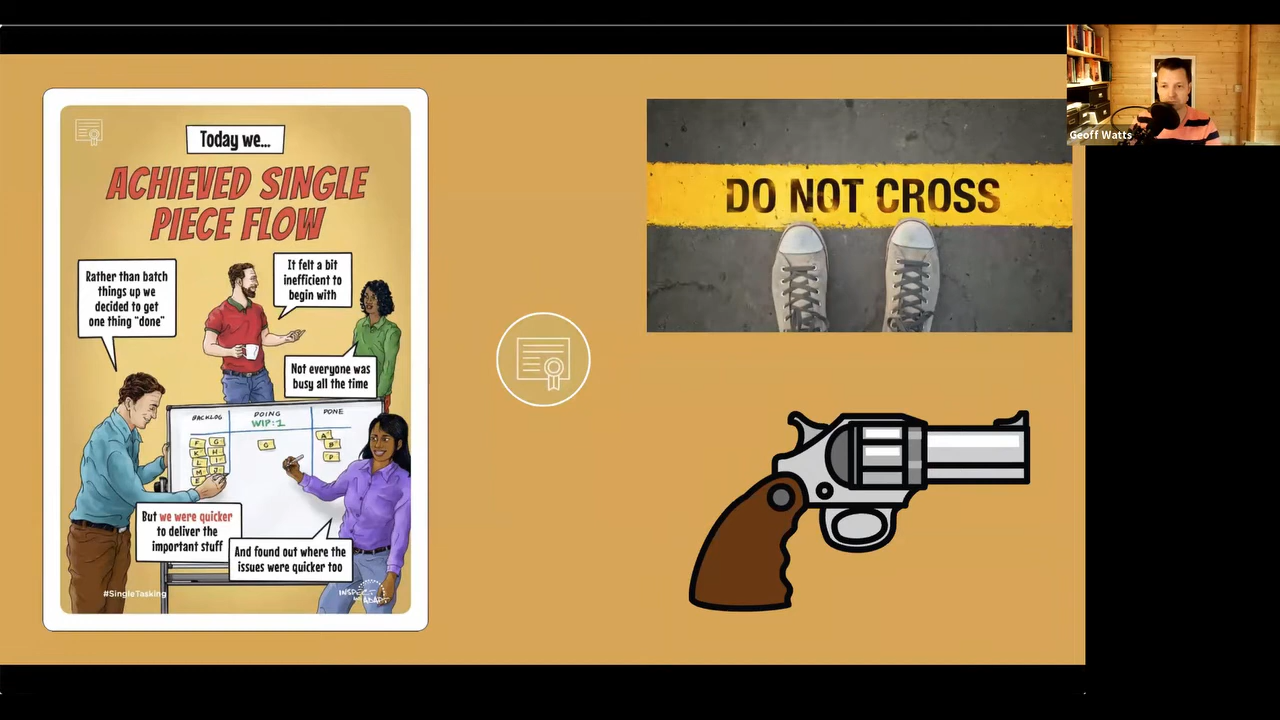 Today we...
ACHIEVED SINGLE
PIECE FLOW
Rather than batch
things up we
decided to get
one thing "done"
It felt a bit
inefficient to
begin with
Not everyone was
busy all the time
BACKLOG
DOING
WIP:1
DONE
F
G
K
H
L
I
M
J
E
G
A
B
P
But we were quicker
to deliver the
important stuff
And found out where the
issues were quicker too
#SingleTasking
INSPECT
ADAPT
DO NOT CROSS
Geoff Watts